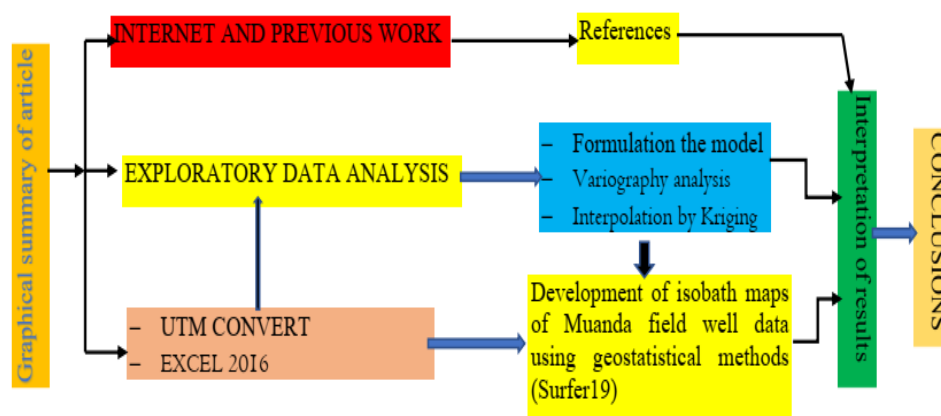 Graphical summary of article
INTERNET AND PREVIOUS WORK
References
EXPLORATORY DATA ANALYSIS
– Formulation the model
– Variography analysis
– Interpolation by Kriging
– UTM CONVERT
– EXCEL 2016
Development of isobath maps
of Muanda field well data
using geostatistical methods
(Surfer19)
Interpretation of results
CONCLUSIONS